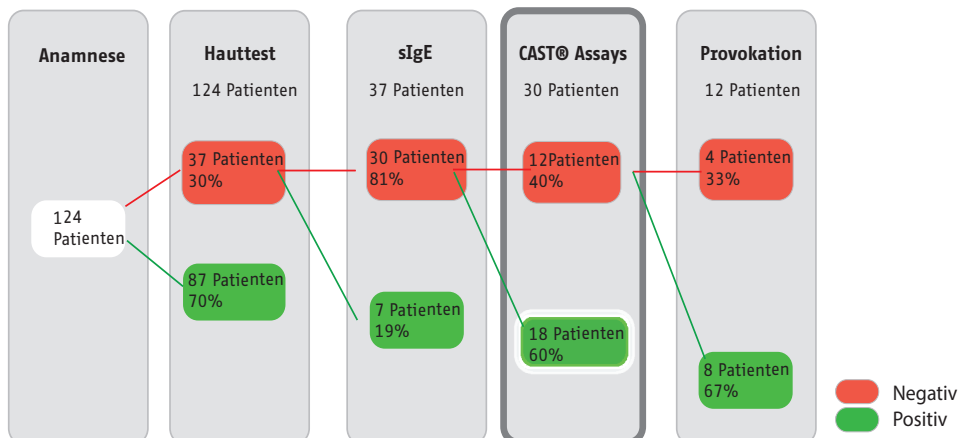 Anamnese
124
Patienten
Hauttest
124 Patienten
37 Patienten
30%
87 Patienten
70%
sIgE
37 Patienten
30 Patienten
81%
7 Patienten
19%
CAST® Assays
30 Patienten
12Patienten
40%
18 Patienten
60%
Provokation
12 Patienten
4 Patienten
33%
8 Patienten
67%
Negativ
Positiv